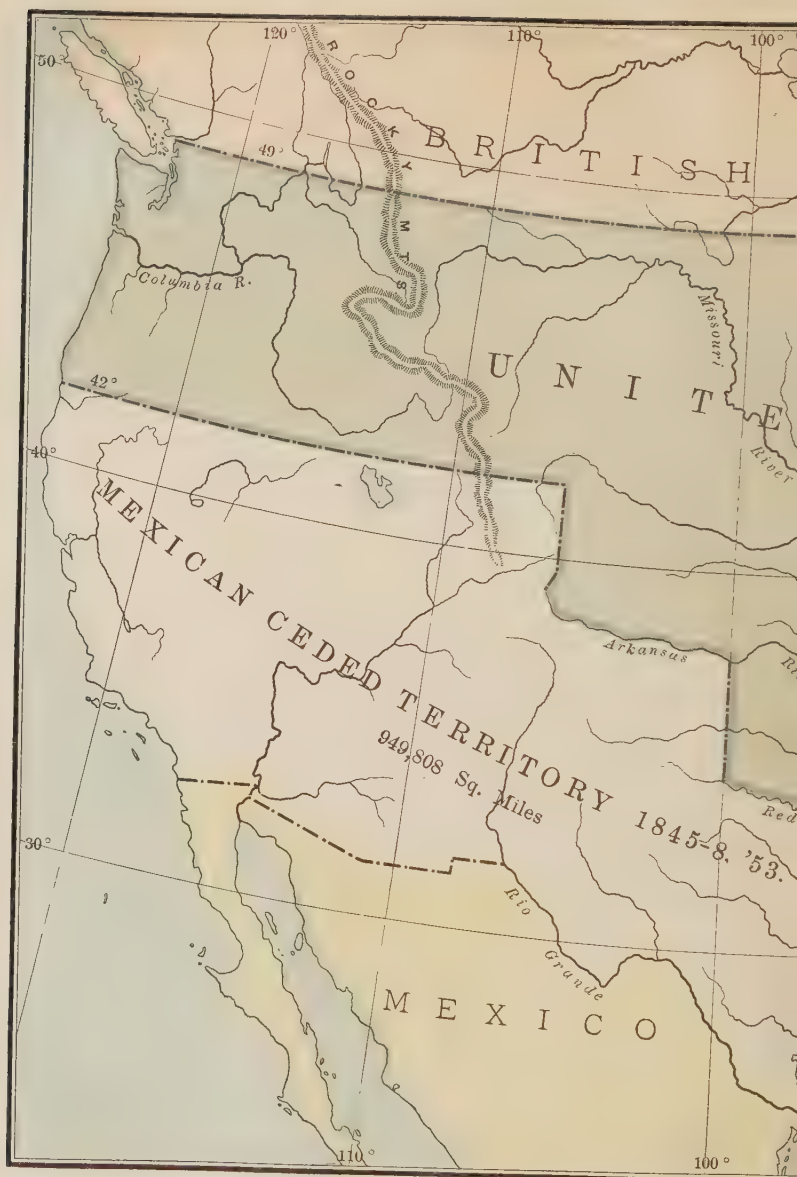 120°
110°
100°
50°
ROCKY MTS
BRITISH
49°
Columbia R.
Missouri
River
UNITE
42°
40°
MEXICAN CEDED TERRITORY 1845-8. '53.
949,808 Sq. Miles
Arkansas
Ri
Red
30°
Rio
Grande
MEXICO
110°
100°